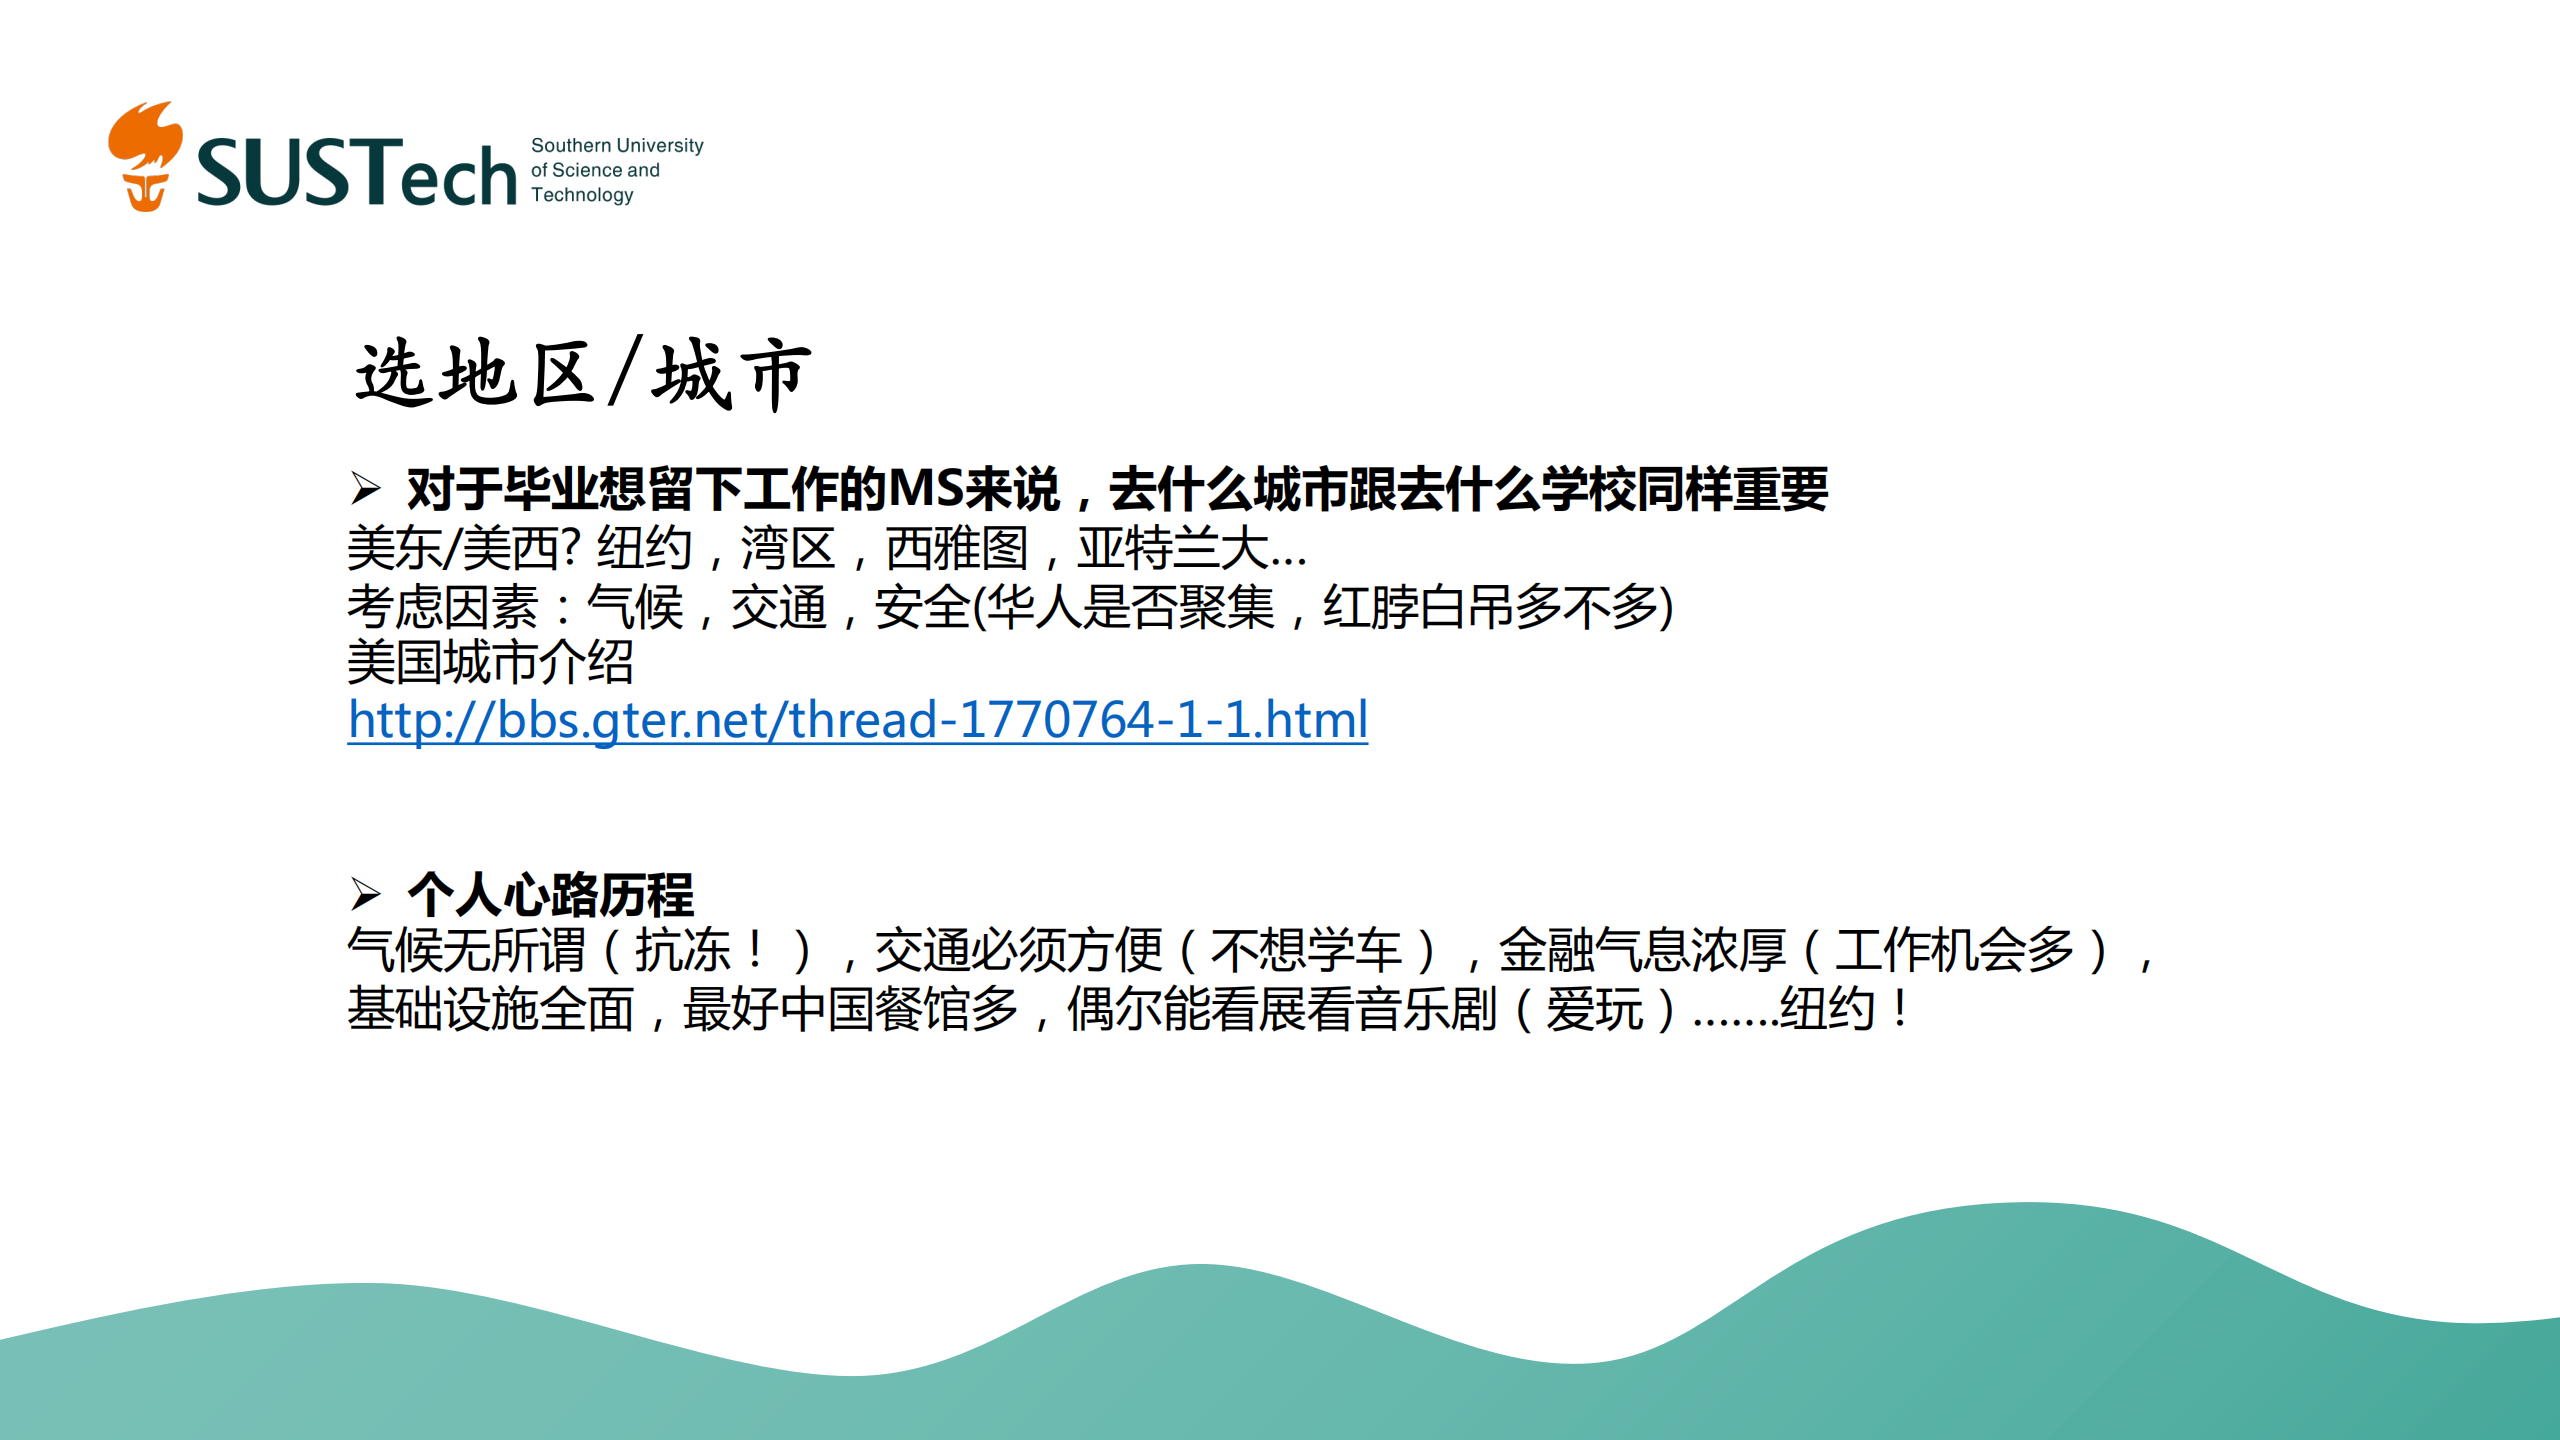 SUSTech
Southern University
of Science and
Technology
选地区/城市
➢ 对于毕业想留下工作的MS来说，去什么城市跟去什么学校同样重要
美东/美西? 纽约，湾区，西雅图，亚特兰大…
考虑因素：气候，交通，安全(华人是否聚集，红脖白吊多不多)
美国城市介绍
http://bbs.gter.net/thread-1770764-1-1.html
➢ 个人心路历程
气候无所谓（抗冻！），交通必须方便（不想学车），金融气息浓厚（工作机会多），
基础设施全面，最好中国餐馆多，偶尔能看展看音乐剧（爱玩）…….纽约！